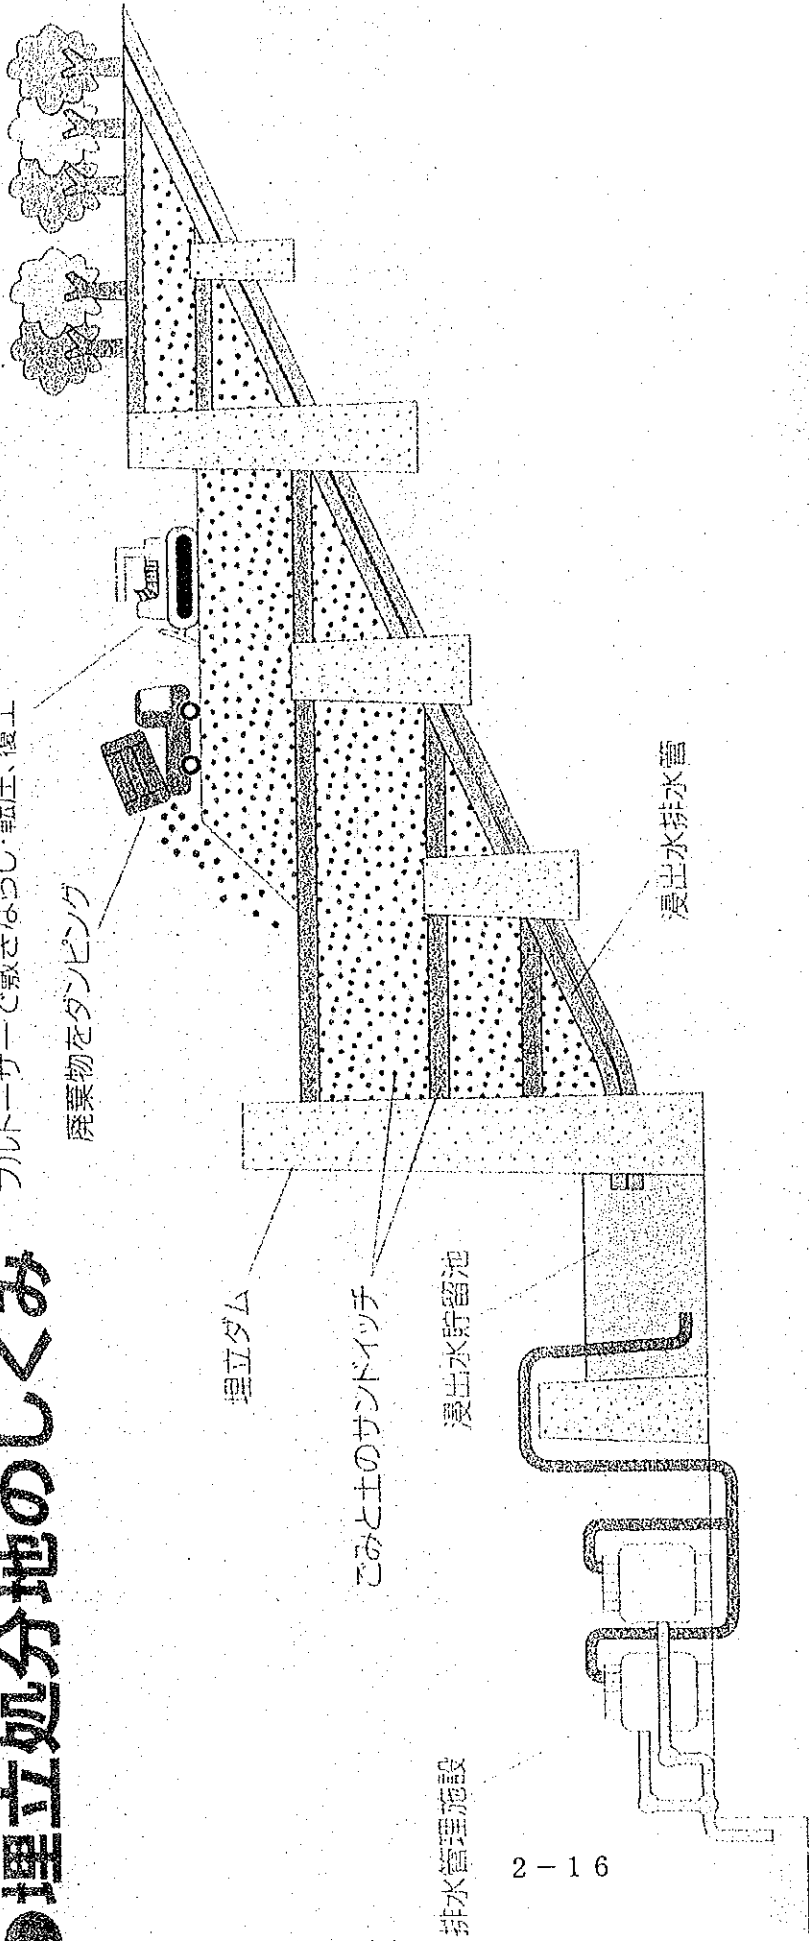 ●埋立処分地のしくみ
ブルドーザーで敷きならし・転圧、覆土
廃棄物をダンピング
埋立ダム
ごみと土のサンドイッチ
浸出水貯留池
浸出水排水管
排水管理施設
2-16